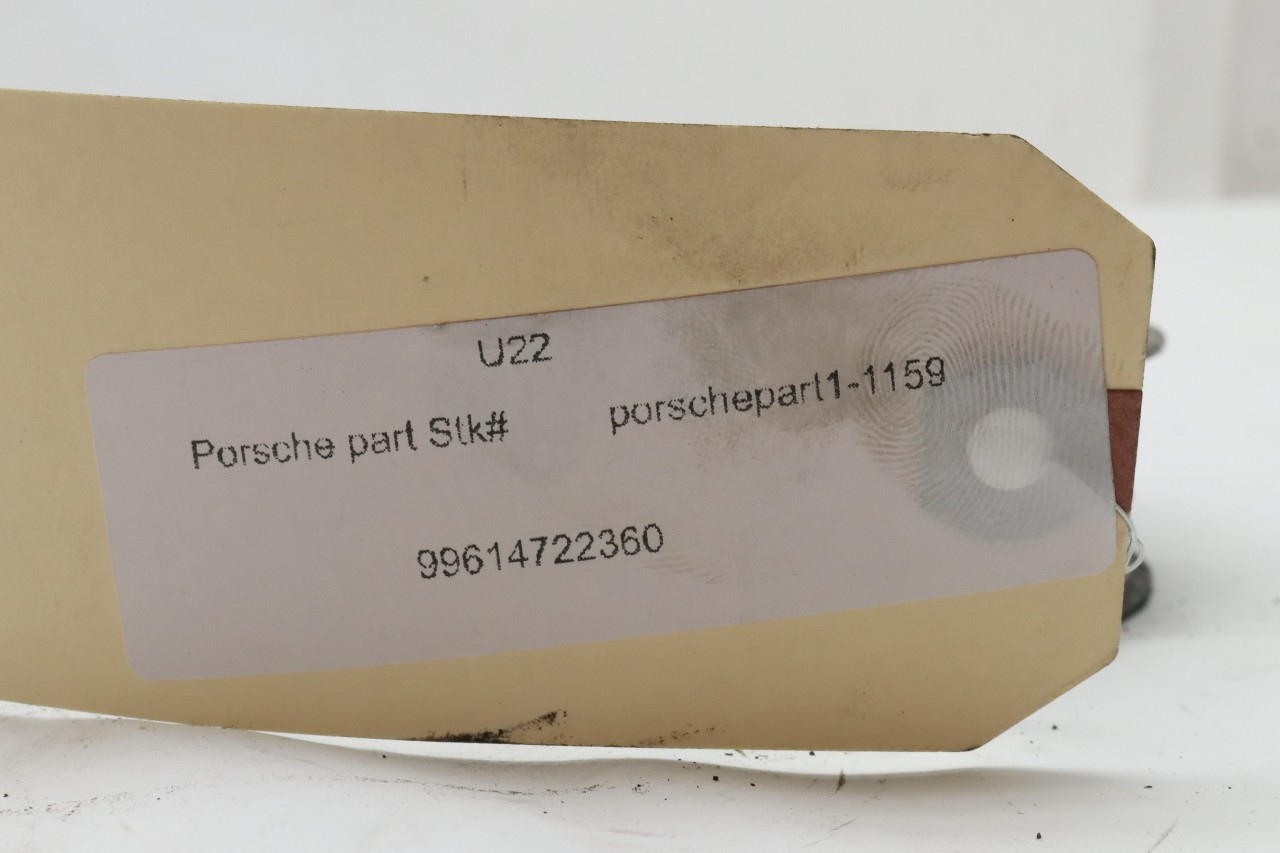 U22
Porsche part Stk# porschepart1-1159
99614722360